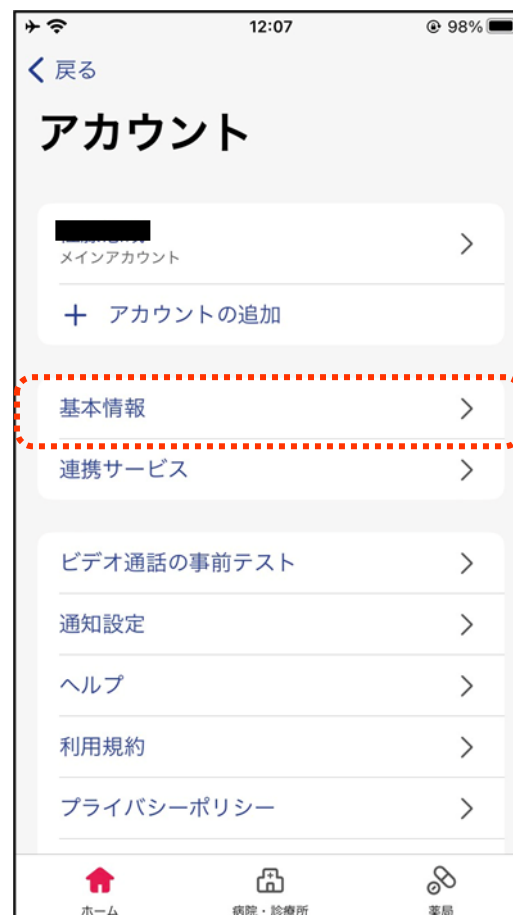 12:07
98%
戻る
アカウント
メインアカウント
アカウントの追加
基本情報
連携サービス
ビデオ通話の事前テスト
通知設定
ヘルプ
利用規約
プライバシーポリシー
ホーム
病院・診療所
薬局